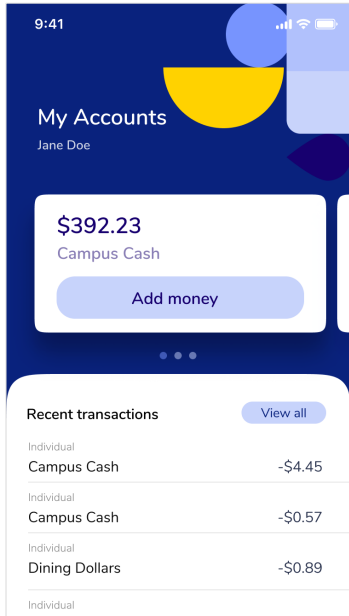 9:41
My Accounts
Jane Doe
$392.23
Campus Cash
Add money
Recent transactions View all
Individual
Campus Cash -$4.45
Individual
Campus Cash -$0.57
Individual
Dining Dollars -$0.89
Individual